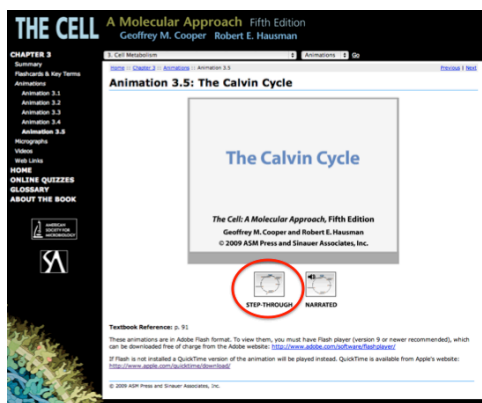 THE CELL
A Molecular Approach Fifth Edition
Geoffrey M. Cooper Robert E. Hausman
CHAPTER 3
Summary
Flashcards & Key Terms
Animations
Animation 3.1
Animation 3.2
Animation 3.3
Animation 3.4
Animation 3.5
Micrographs
Videos
Web Links
HOME
ONLINE QUIZZES
GLOSSARY
ABOUT THE BOOK
AMERICAN
SOCIETY FOR
MICROBIOLOGY
3. Cell Metabolism
Animations
Go
Home :: Chapter 3 :: Animations :: Animation 3.5
Previous | Next
Animation 3.5: The Calvin Cycle
The Calvin Cycle
The Cell: A Molecular Approach, Fifth Edition
Geoffrey M. Cooper and Robert E. Hausman
© 2009 ASM Press and Sinauer Associates, Inc.
STEP-THROUGH
NARRATED
Textbook Reference: p. 91
These animations are in Adobe Flash format. To view them, you must have Flash player (version 9 or newer recommended), which
can be downloaded free of charge from the Adobe website: http://www.adobe.com/software/flashplayer/
If Flash is not installed a QuickTime version of the animation will be played instead. QuickTime is available from Apple's website:
http://www.apple.com/quicktime/download/
© 2009 ASM Press and Sinauer Associates, Inc.